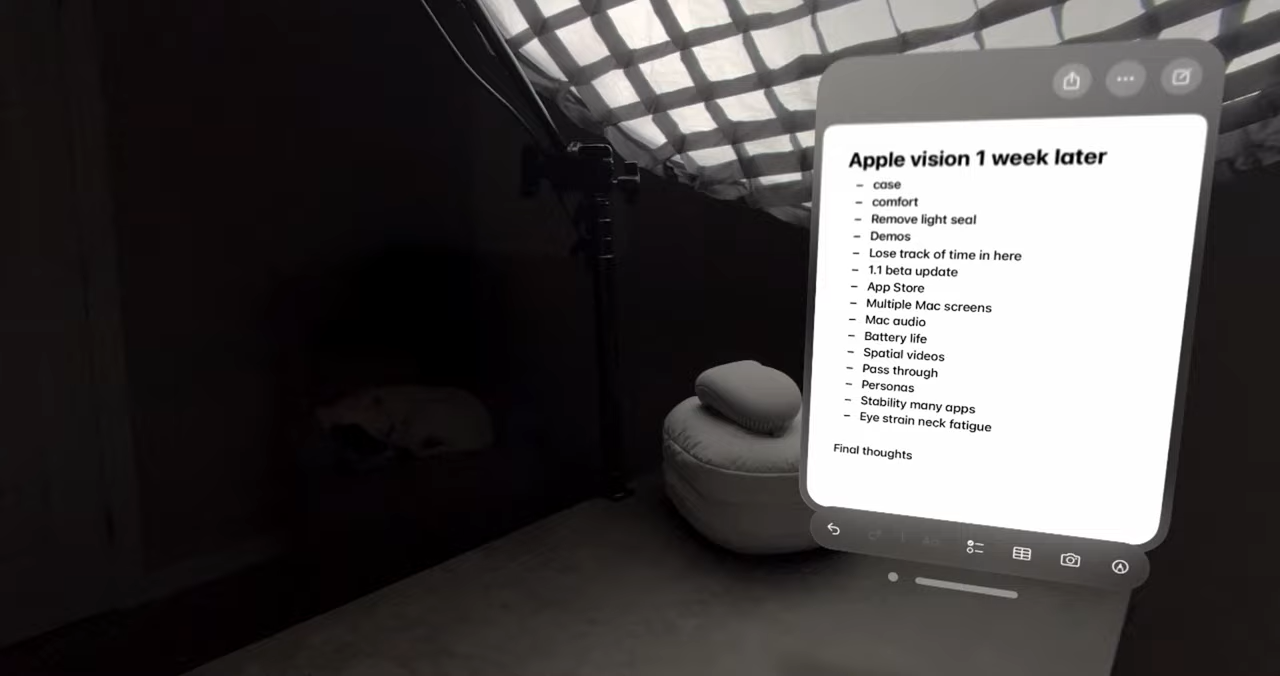 Apple vision 1 week later
– case
– comfort
– Remove light seal
– Demos
– Lose track of time in here
– 1.1 beta update
– App Store
– Multiple Mac screens
– Mac audio
– Battery life
– Spatial videos
– Pass through
– Personas
– Stability many apps
– Eye strain neck fatigue
Final thoughts